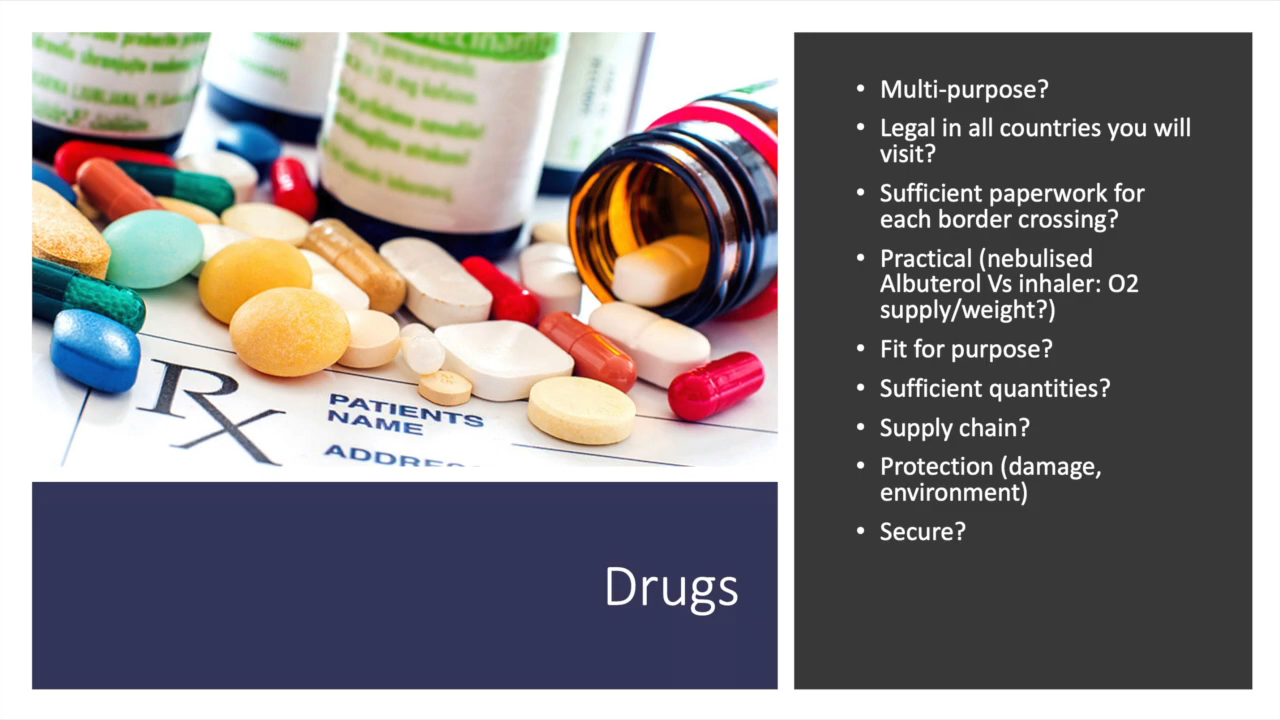 • Multi-purpose?
• Legal in all countries you will
visit?
• Sufficient paperwork for
each border crossing?
• Practical (nebulised
Albuterol Vs inhaler: O2
supply/weight?)
• Fit for purpose?
• Sufficient quantities?
• Supply chain?
• Protection (damage,
environment)
• Secure?
Rx
PATIENTS
NAME
Drugs